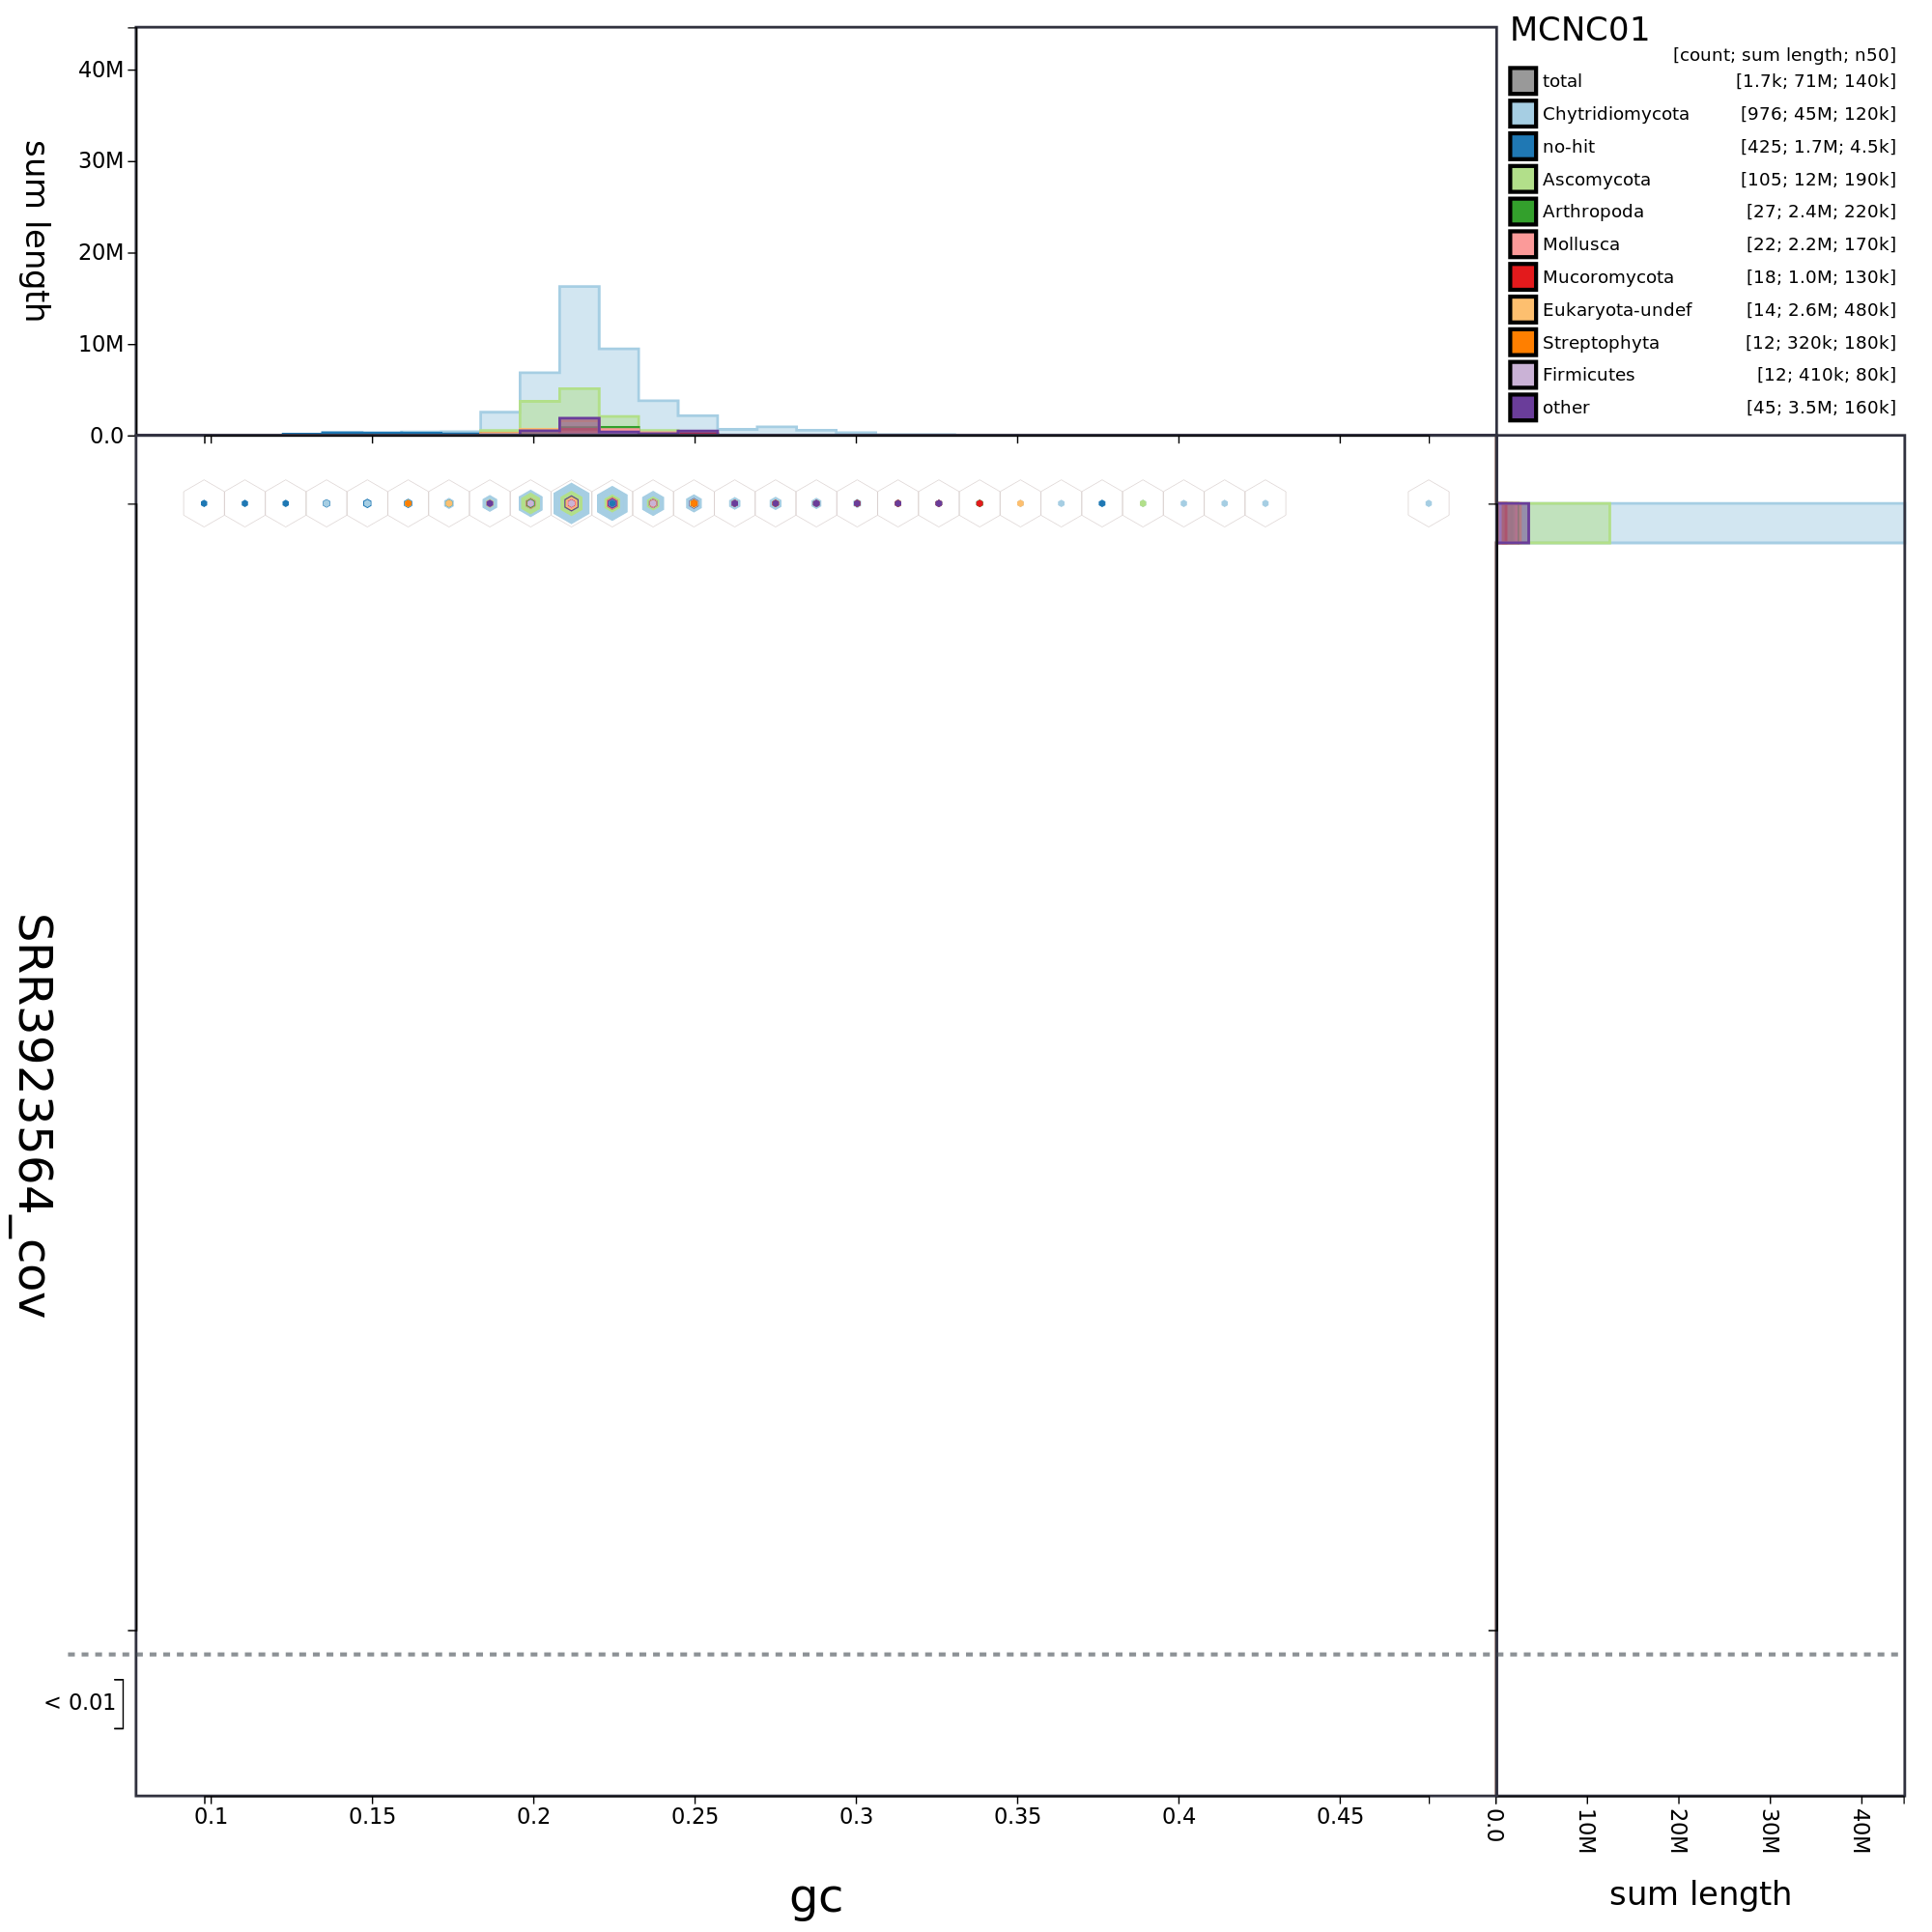 MCNC01
[count; sum length; n50]
total [1.7k; 71M; 140k]
Chytridiomycota [976; 45M; 120k]
no-hit [425; 1.7M; 4.5k]
Ascomycota [105; 12M; 190k]
Arthropoda [27; 2.4M; 220k]
Mollusca [22; 2.2M; 170k]
Mucoromycota [18; 1.0M; 130k]
Eukaryota-undef [14; 2.6M; 480k]
Streptophyta [12; 320k; 180k]
Firmicutes [12; 410k; 80k]
other [45; 3.5M; 160k]
sum length
40M
30M
20M
10M
0.0
SRR3923564_cov
< 0.01
0.1 0.15 0.2 0.25 0.3 0.35 0.4 0.45
gc
0.0 10M 20M 30M 40M
sum length